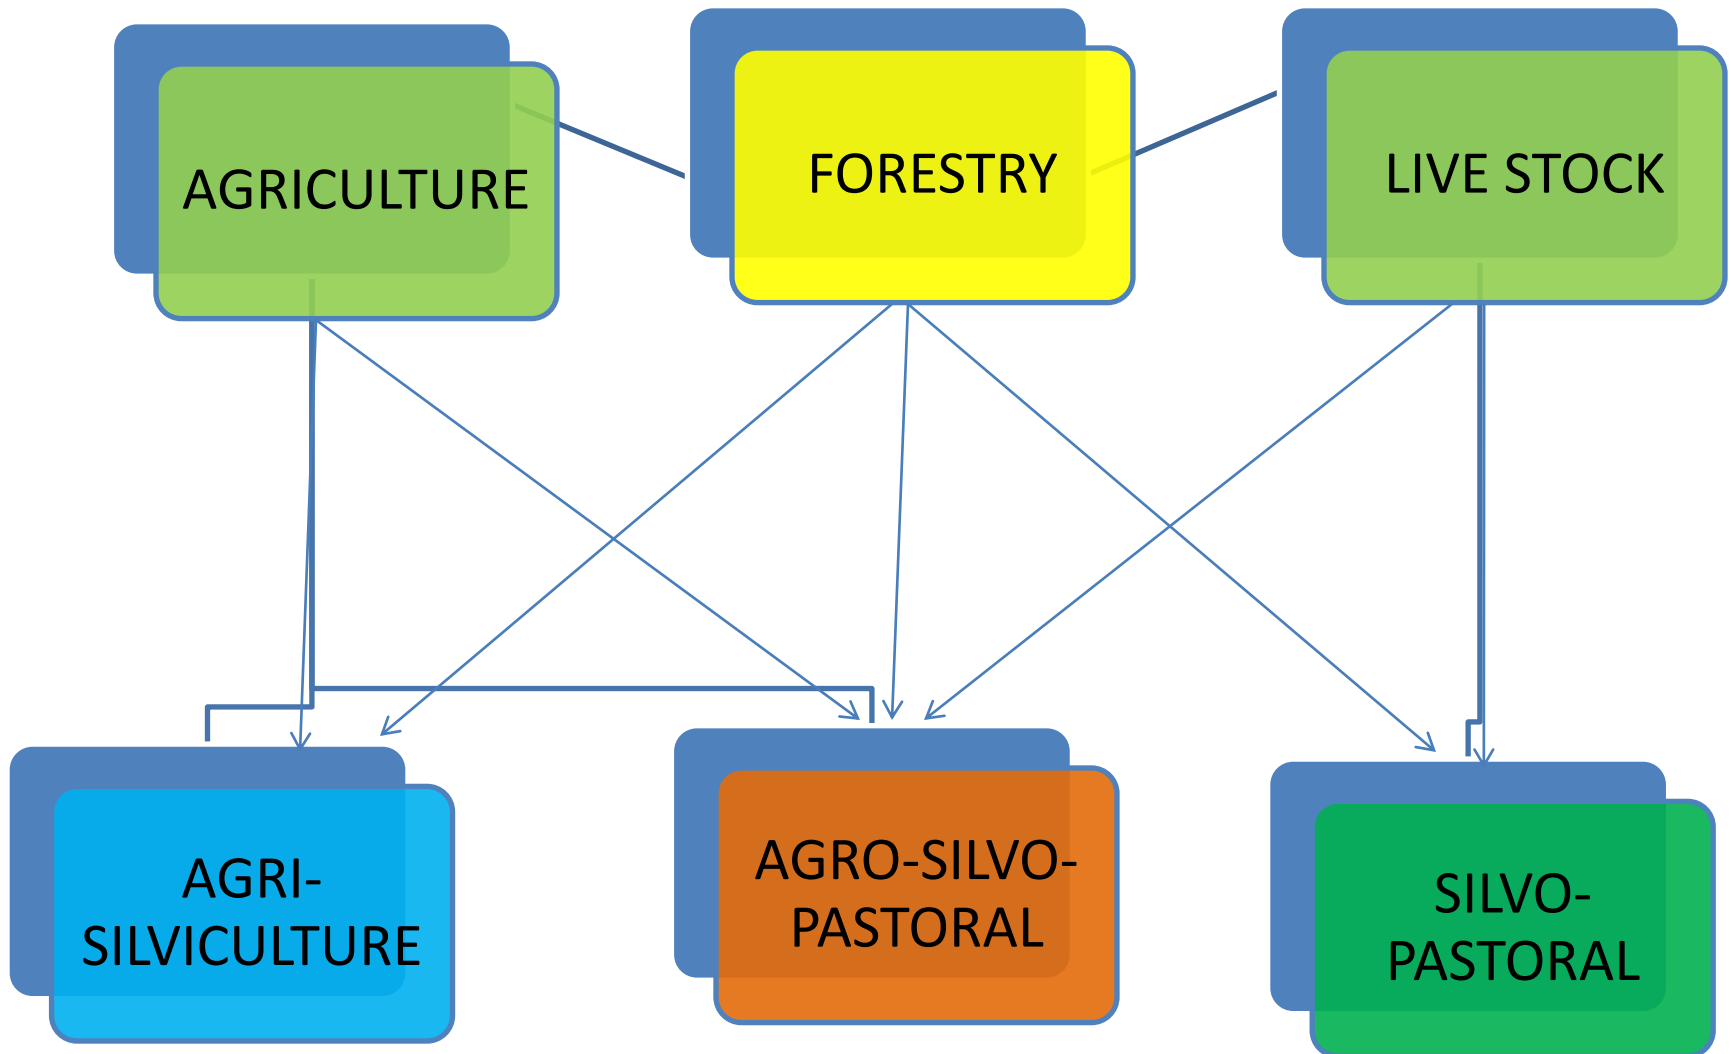 AGRICULTURE
FORESTRY
LIVE STOCK
AGRI-
SILVICULTURE
AGRO-SILVO-
PASTORAL
SILVO-
PASTORAL